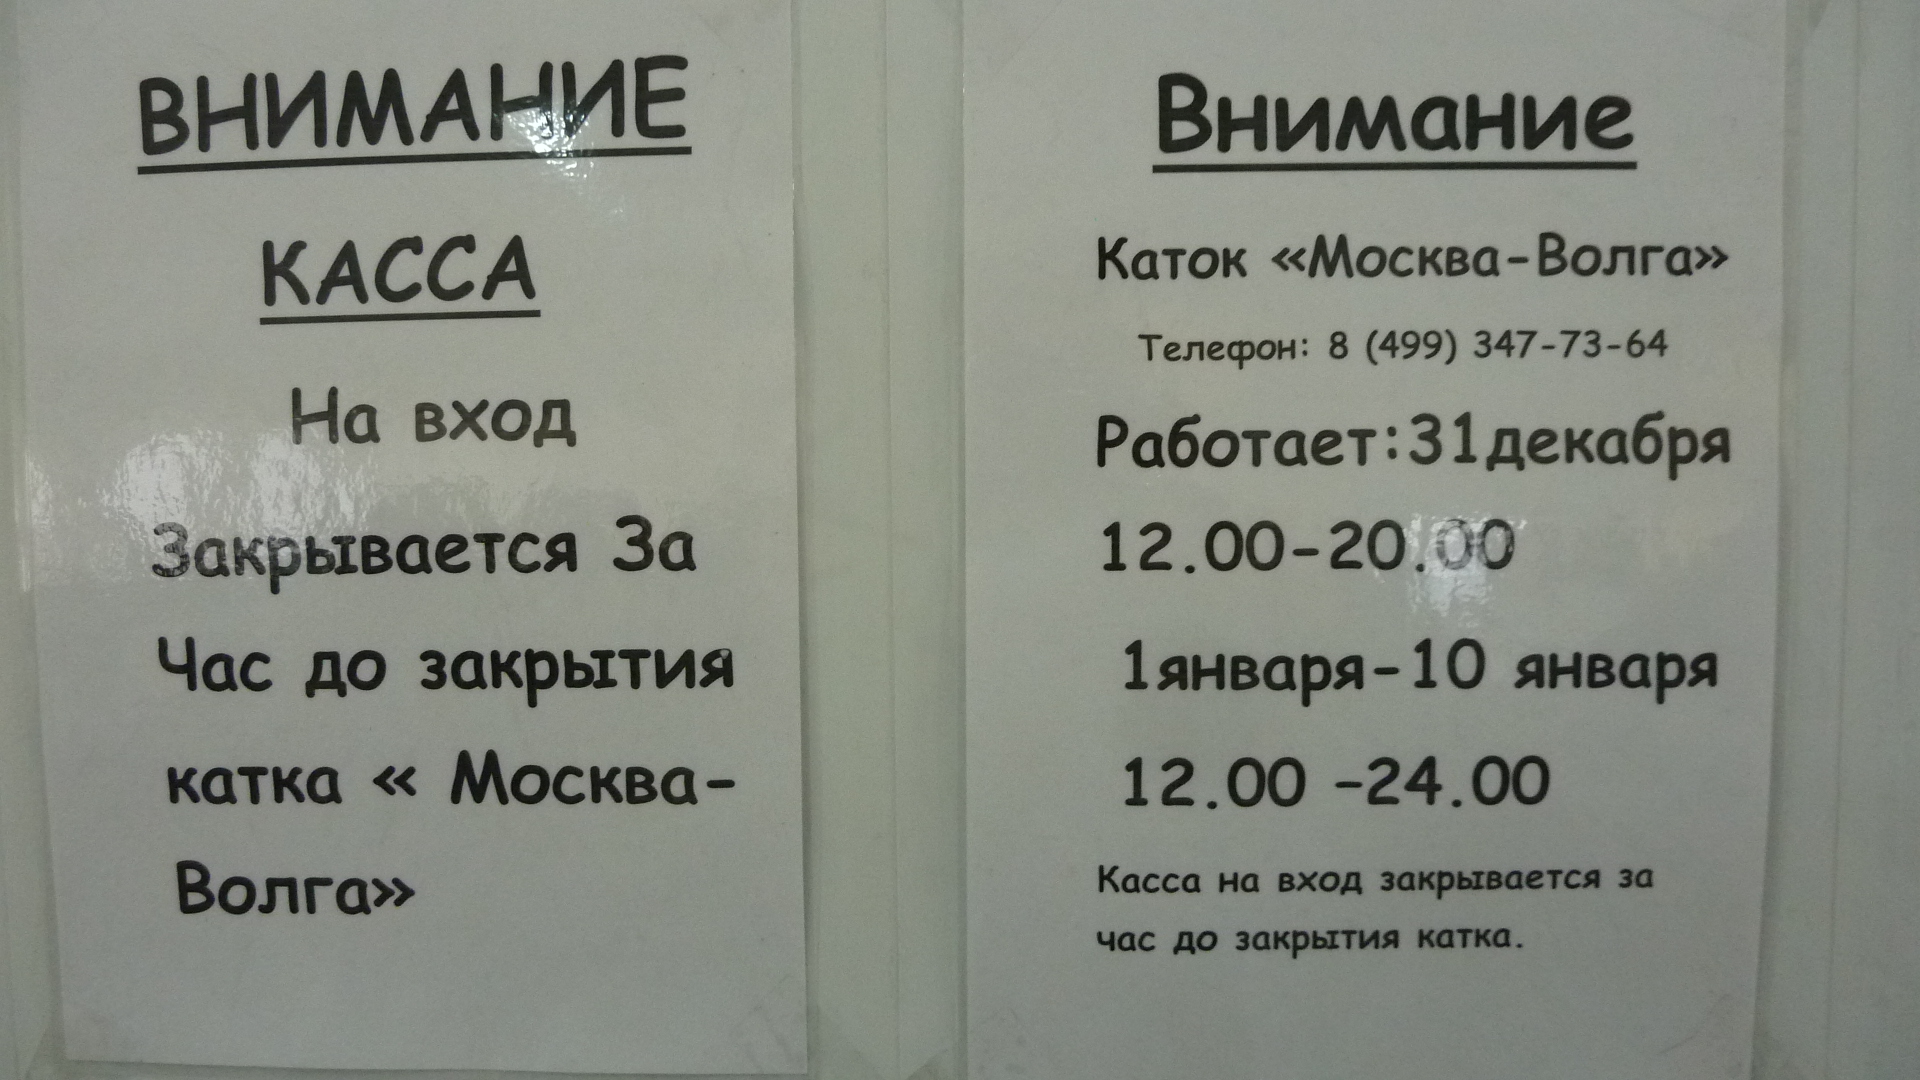 ВНИМАНИЕ
КАССА
На вход
Закрывается За
Час до закрытия
катка « Москва-
Волга»
Внимание
Каток «Москва-Волга»
Телефон: 8 (499) 347-73-64
Работает:31декабря
12.00-20.00
1января-10 января
12.00 -24.00
Касса на вход закрывается за
час до закрытия катка.